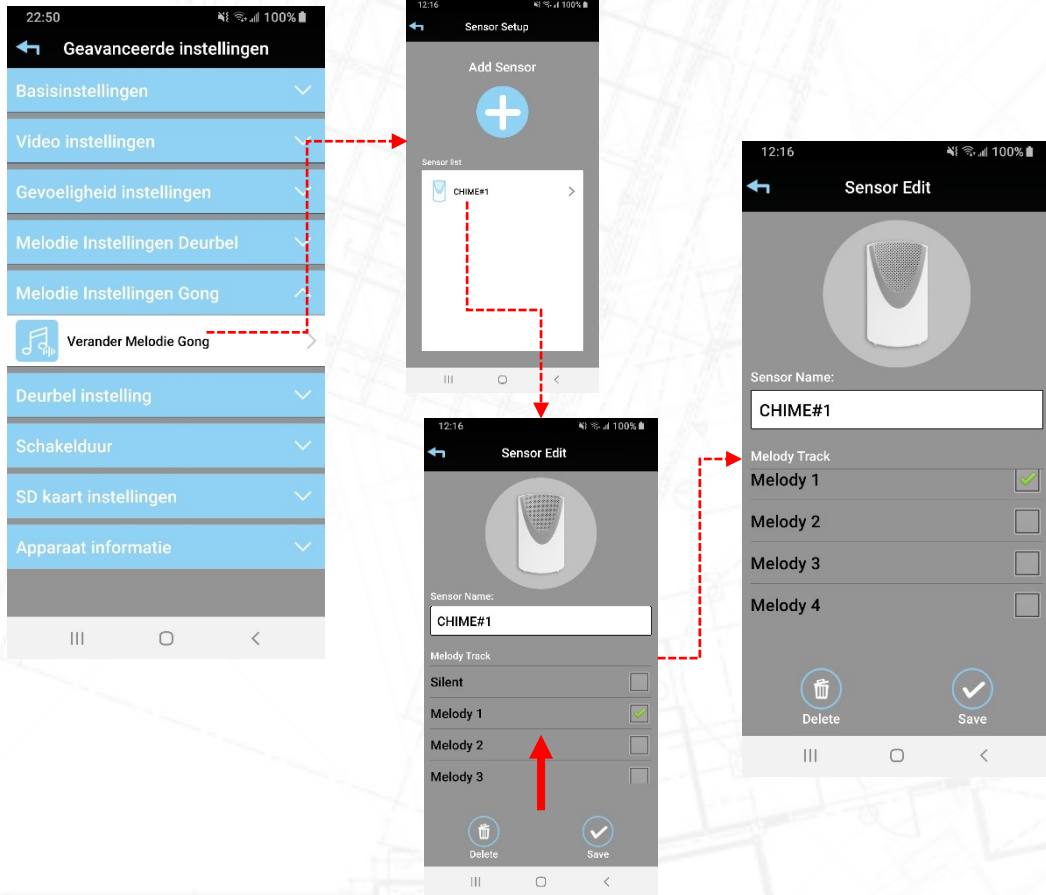 22:50 100%
Geavanceerde instellingen
Basisinstellingen
Video instellingen
Gevoeligheid instellingen
Melodie Instellingen Deurbel
Melodie Instellingen Gong
Verander Melodie Gong
Deurbel instelling
Schakelduur
SD kaart instellingen
Apparaat informatie
12:16 100%
Sensor Setup
Add Sensor
Sensor list
CHIME#1
12:16 100%
Sensor Edit
Sensor Name:
CHIME#1
Melody Track
Silent
Melody 1
Melody 2
Melody 3
Delete Save
12:16 100%
Sensor Edit
Sensor Name:
CHIME#1
Melody Track
Melody 1
Melody 2
Melody 3
Melody 4
Delete Save